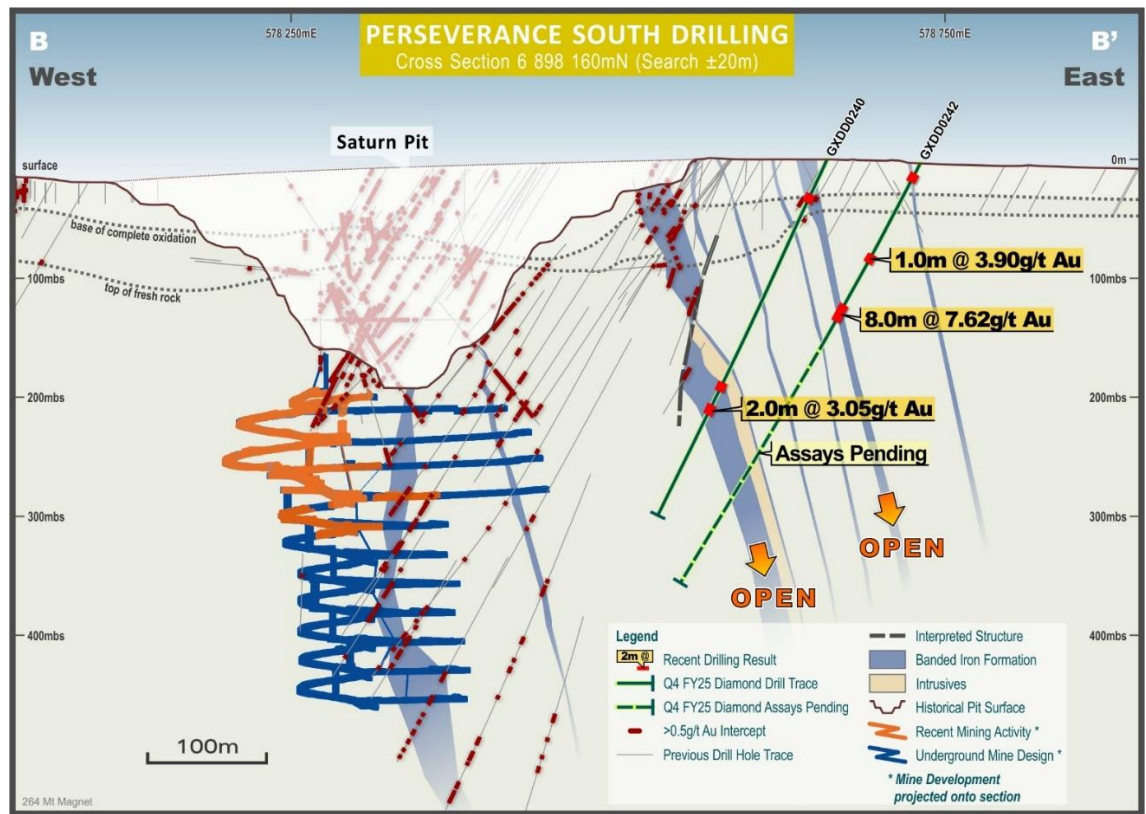 B
West
578 250mE
PERSEVERANCE SOUTH DRILLING
Cross Section 6 898 160mN (Search ±20m)
578 750mE
B'
East
Saturn Pit
GXDD0240
GXDD0242
surface
0m
base of complete oxidation
top of fresh rock
100mbs
100mbs
1.0m @ 3.90g/t Au
8.0m @ 7.62g/t Au
200mbs
200mbs
2.0m @ 3.05g/t Au
Assays Pending
300mbs
300mbs
OPEN
OPEN
400mbs
400mbs
Legend
2m @
Recent Drilling Result
Q4 FY25 Diamond Drill Trace
Q4 FY25 Diamond Assays Pending
>0.5g/t Au Intercept
Previous Drill Hole Trace
Interpreted Structure
Banded Iron Formation
Intrusives
Historical Pit Surface
Recent Mining Activity *
Underground Mine Design *
* Mine Development
projected onto section
100m
264 Mt Magnet